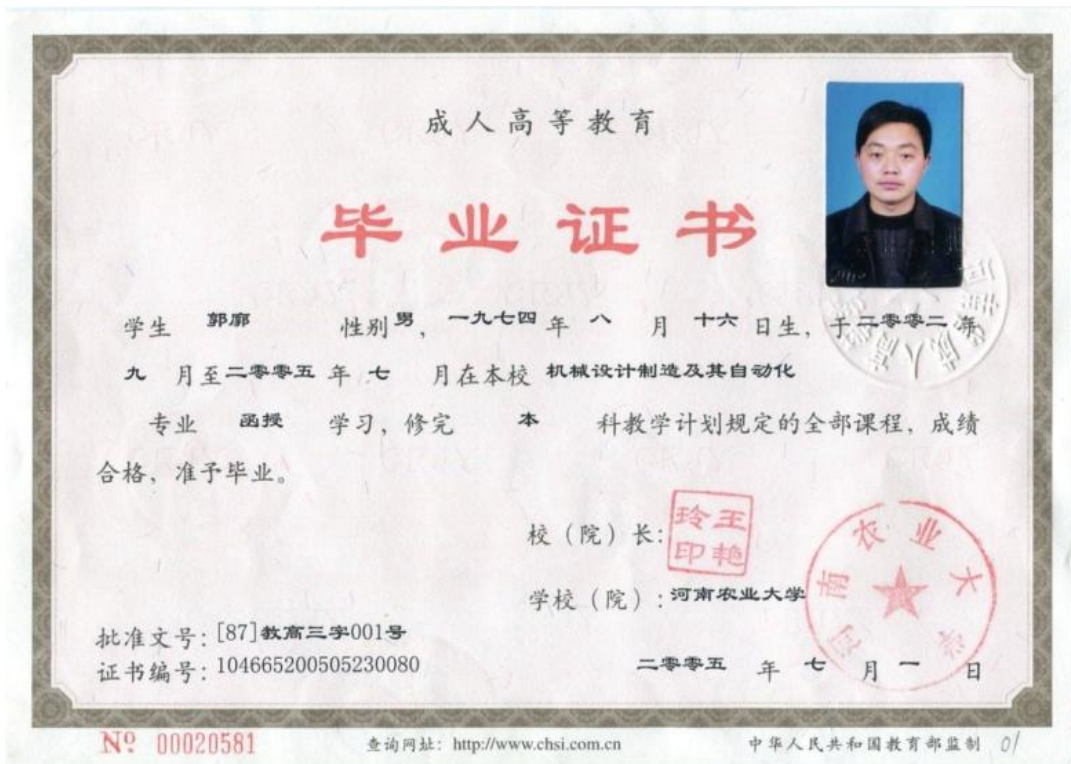 成人高等教育
毕业证书
学生 郭廓 性别 男, 一九七四 年 八 月 十六 日生, 于 二零零二 年
九 月至 二零零五 年 七 月在本校 机械设计制造及其自动化
专业 函授 学习, 修完 本 科教学计划规定的全部课程, 成绩
合格, 准予毕业。
校（院）长:
王艳玲印
学校（院）: 河南农业大学
河南农业大学
批准文号: [87]教高三字001号
证书编号: 104665200505230080
二零零五 年 七 月 一 日
№ 00020581
查询网址: http://www.chsi.com.cn
中华人民共和国教育部监制 01